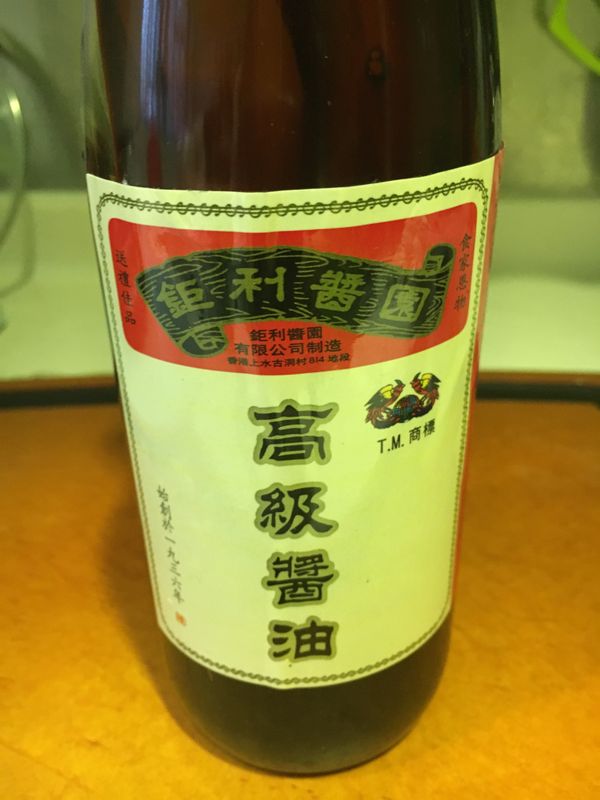 鉅利醬園
鉅利醬園
有限公司制造
香港上水古洞村814地段
送禮佳品
食家恩物
T.M. 商標
高級醬油
始創於一九三六年